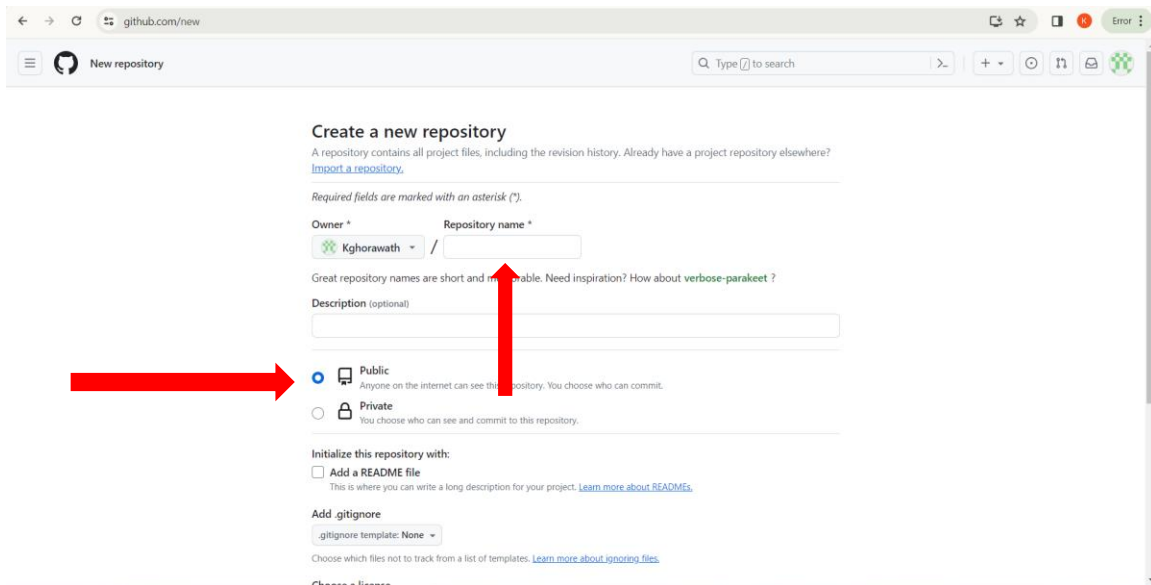 github.com/new
K
Error
New repository
Type / to search
Create a new repository
A repository contains all project files, including the revision history. Already have a project repository elsewhere?
Import a repository.
Required fields are marked with an asterisk (*).
Owner * Repository name *
Kghorawath /
Great repository names are short and rable. Need inspiration? How about verbose-parakeet ?
Description (optional)
Public
Anyone on the internet can see this ository. You choose who can commit.
Private
You choose who can see and commit to this repository.
Initialize this repository with:
Add a README file
This is where you can write a long description for your project. Learn more about READMEs.
Add .gitignore
.gitignore template: None
Choose which files not to track from a list of templates. Learn more about ignoring files.
Choose a license